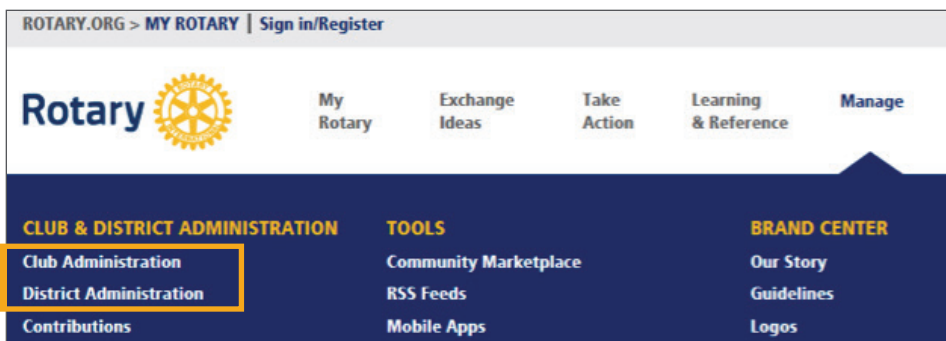 ROTARY.ORG > MY ROTARY | Sign in/Register
Rotary
ROTARY
INTERNATIONAL
My
Rotary
Exchange
Ideas
Take
Action
Learning
& Reference
Manage
CLUB & DISTRICT ADMINISTRATION
Club Administration
District Administration
Contributions
TOOLS
Community Marketplace
RSS Feeds
Mobile Apps
BRAND CENTER
Our Story
Guidelines
Logos